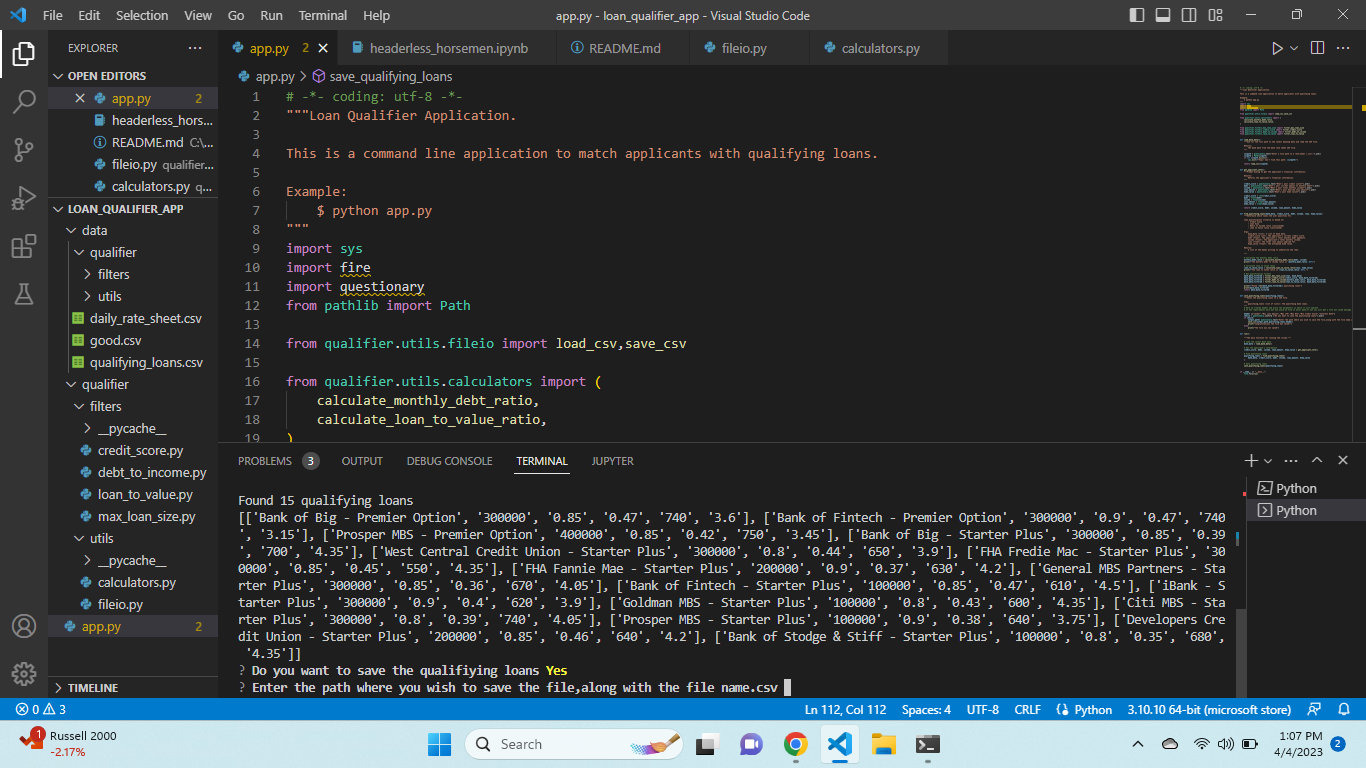 File Edit Selection View Go Run Terminal Help app.py - loan_qualifier_app - Visual Studio Code
EXPLORER
OPEN EDITORS
app.py 2
headerless_hors...
README.md C:\...
fileio.py qualifier...
calculators.py q...
LOAN_QUALIFIER_APP
data
qualifier
filters
utils
daily_rate_sheet.csv
good.csv
qualifying_loans.csv
qualifier
filters
__pycache__
credit_score.py
debt_to_income.py
loan_to_value.py
max_loan_size.py
utils
__pycache__
calculators.py
fileio.py
app.py 2
TIMELINE
app.py 2 headerless_horsemen.ipynb README.md fileio.py calculators.py
app.py > save_qualifying_loans
1 # -*- coding: utf-8 -*-
2 """Loan Qualifier Application.
3
4 This is a command line application to match applicants with qualifying loans.
5
6 Example:
7 $ python app.py
8 """
9 import sys
10 import fire
11 import questionary
12 from pathlib import Path
13
14 from qualifier.utils.fileio import load_csv,save_csv
15
16 from qualifier.utils.calculators import (
17 calculate_monthly_debt_ratio,
18 calculate_loan_to_value_ratio,
19 )
PROBLEMS 3 OUTPUT DEBUG CONSOLE TERMINAL JUPYTER
Python
Python
Found 15 qualifying loans
[['Bank of Big - Premier Option', '300000', '0.85', '0.47', '740', '3.6'], ['Bank of Fintech - Premier Option', '300000', '0.9', '0.47', '740
', '3.15'], ['Prosper MBS - Premier Option', '400000', '0.85', '0.42', '750', '3.45'], ['Bank of Big - Starter Plus', '300000', '0.85', '0.39
', '700', '4.35'], ['West Central Credit Union - Starter Plus', '300000', '0.8', '0.44', '650', '3.9'], ['FHA Fredie Mac - Starter Plus', '30
0000', '0.85', '0.45', '550', '4.35'], ['FHA Fannie Mae - Starter Plus', '200000', '0.9', '0.37', '630', '4.2'], ['General MBS Partners - Sta
rter Plus', '300000', '0.85', '0.36', '670', '4.05'], ['Bank of Fintech - Starter Plus', '100000', '0.85', '0.47', '610', '4.5'], ['iBank - S
tarter Plus', '300000', '0.9', '0.4', '620', '3.9'], ['Goldman MBS - Starter Plus', '100000', '0.8', '0.43', '600', '4.35'], ['Citi MBS - Sta
rter Plus', '300000', '0.8', '0.39', '740', '4.05'], ['Prosper MBS - Starter Plus', '100000', '0.9', '0.38', '640', '3.75'], ['Developers Cre
dit Union - Starter Plus', '200000', '0.85', '0.46', '640', '4.2'], ['Bank of Stodge & Stiff - Starter Plus', '100000', '0.8', '0.35', '680',
'4.35']]
? Do you want to save the qualifiying loans Yes
? Enter the path where you wish to save the file,along with the file name.csv
0 3 Ln 112, Col 112 Spaces: 4 UTF-8 CRLF Python 3.10.10 64-bit (microsoft store)
1 Russell 2000
-2.17%
Search
1:07 PM
4/4/2023
2